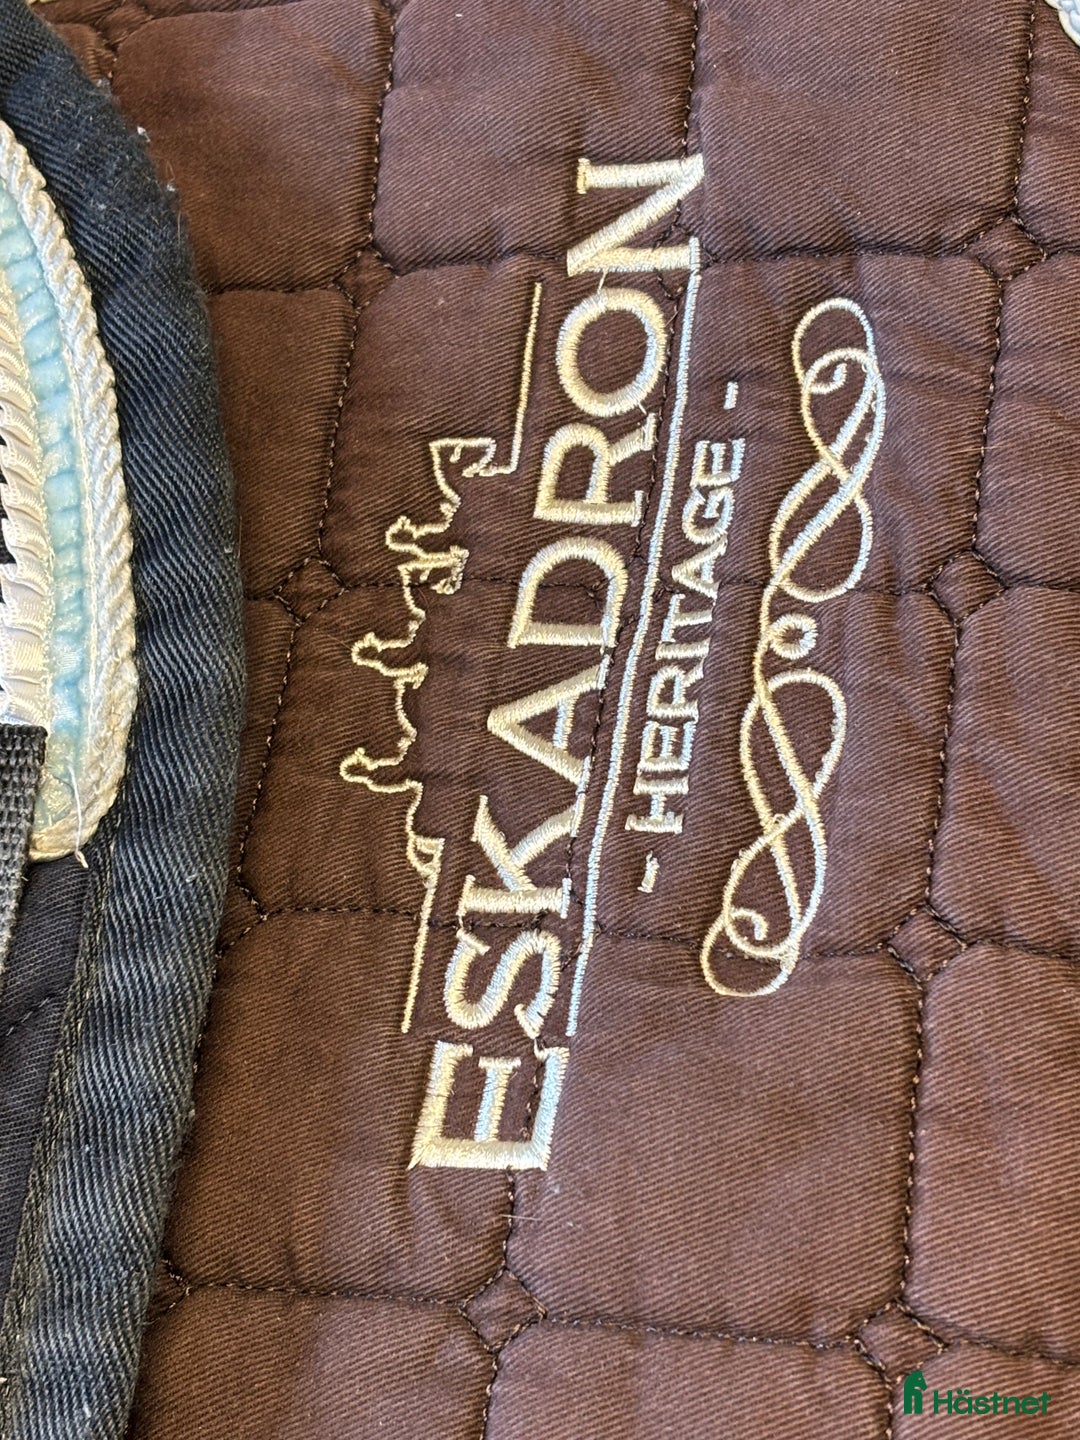 ESKADRON
- HERITAGE -
Hästnet